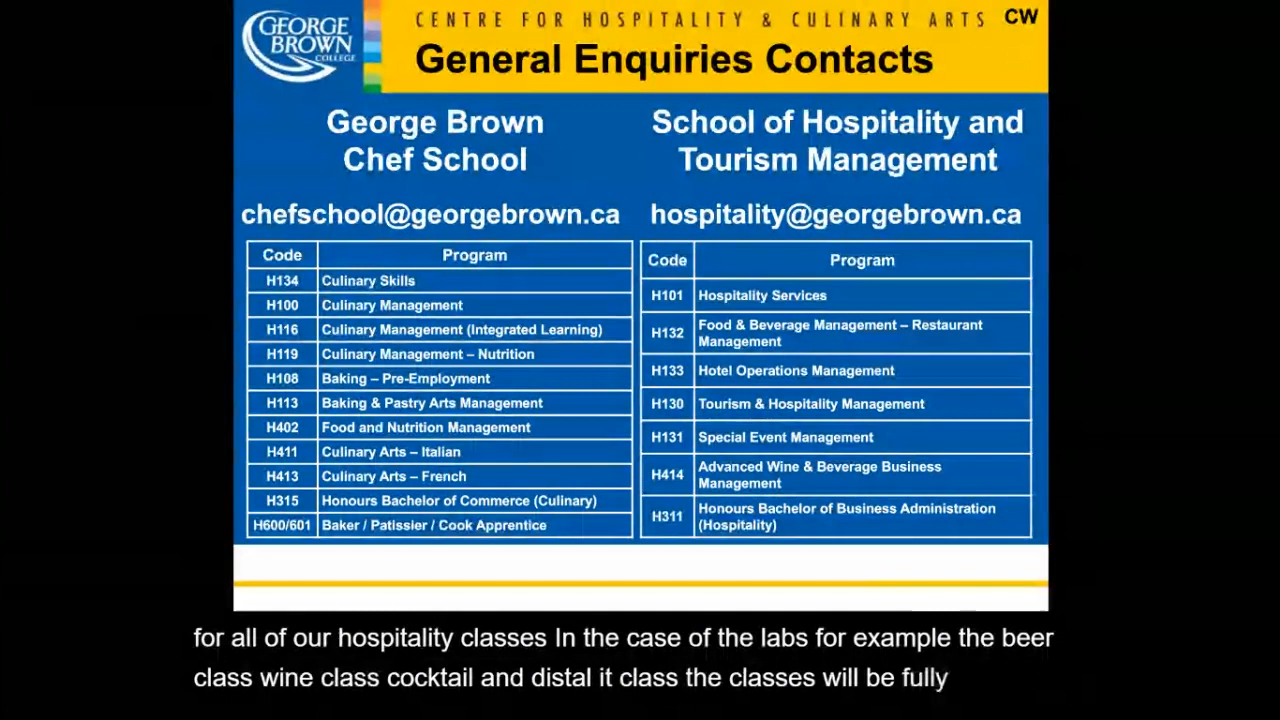 GEORGE
BROWN
COLLEGE
CENTRE FOR HOSPITALITY & CULINARY ARTS CW
General Enquiries Contacts
George Brown
Chef School
chefschool@georgebrown.ca
Code Program
H134 Culinary Skills
H100 Culinary Management
H116 Culinary Management (Integrated Learning)
H119 Culinary Management – Nutrition
H108 Baking – Pre-Employment
H113 Baking & Pastry Arts Management
H402 Food and Nutrition Management
H411 Culinary Arts – Italian
H413 Culinary Arts – French
H315 Honours Bachelor of Commerce (Culinary)
H600/601 Baker / Patissier / Cook Apprentice
School of Hospitality and
Tourism Management
hospitality@georgebrown.ca
Code Program
H101 Hospitality Services
H132 Food & Beverage Management – Restaurant
Management
H133 Hotel Operations Management
H130 Tourism & Hospitality Management
H131 Special Event Management
H414 Advanced Wine & Beverage Business
Management
H311 Honours Bachelor of Business Administration
(Hospitality)
for all of our hospitality classes In the case of the labs for example the beer
class wine class cocktail and distal it class the classes will be fully